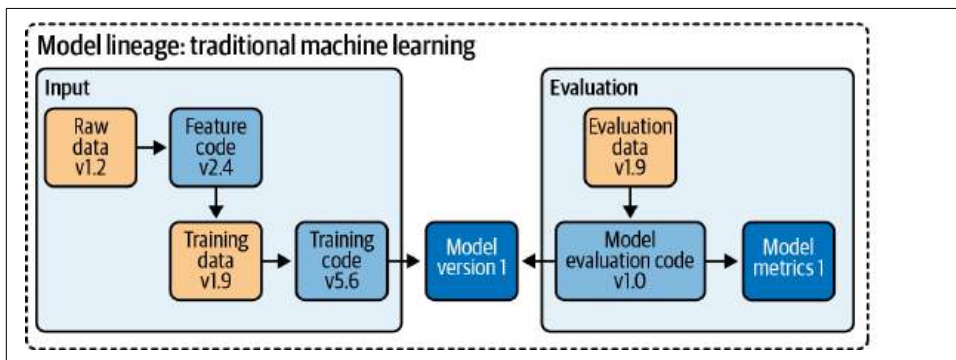 Model lineage: traditional machine learning
Input
Raw
data
v1.2
Feature
code
v2.4
Training
data
v1.9
Training
code
v5.6
Model
version 1
Evaluation
Evaluation
data
v1.9
Model
evaluation code
v1.0
Model
metrics 1